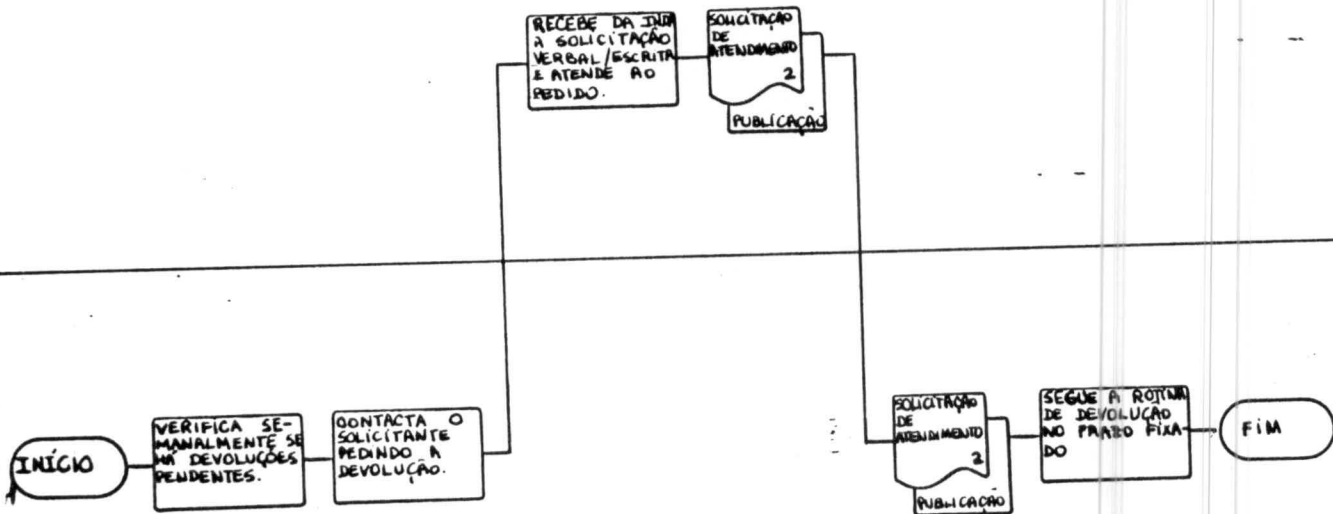 RECEBE DA INDA
A SOLICITAÇÃO
VERBAL/ESCRITA
E ATENDE AO
PEDIDO.
SOLICITAÇÃO
DE
ATENDIMENTO
2
PUBLICAÇÃO
INÍCIO
VERIFICA SE-
MANALMENTE SE
HÁ DEVOLUÇÕES
PENDENTES.
CONTACTA O
SOLICITANTE
PEDINDO A
DEVOLUÇÃO.
SOLICITAÇÃO
DE
ATENDIMENTO
2
PUBLICAÇÃO
SEGUE A ROTINA
DE DEVOLUÇÃO
NO PRAZO FIXA
DO
FIM